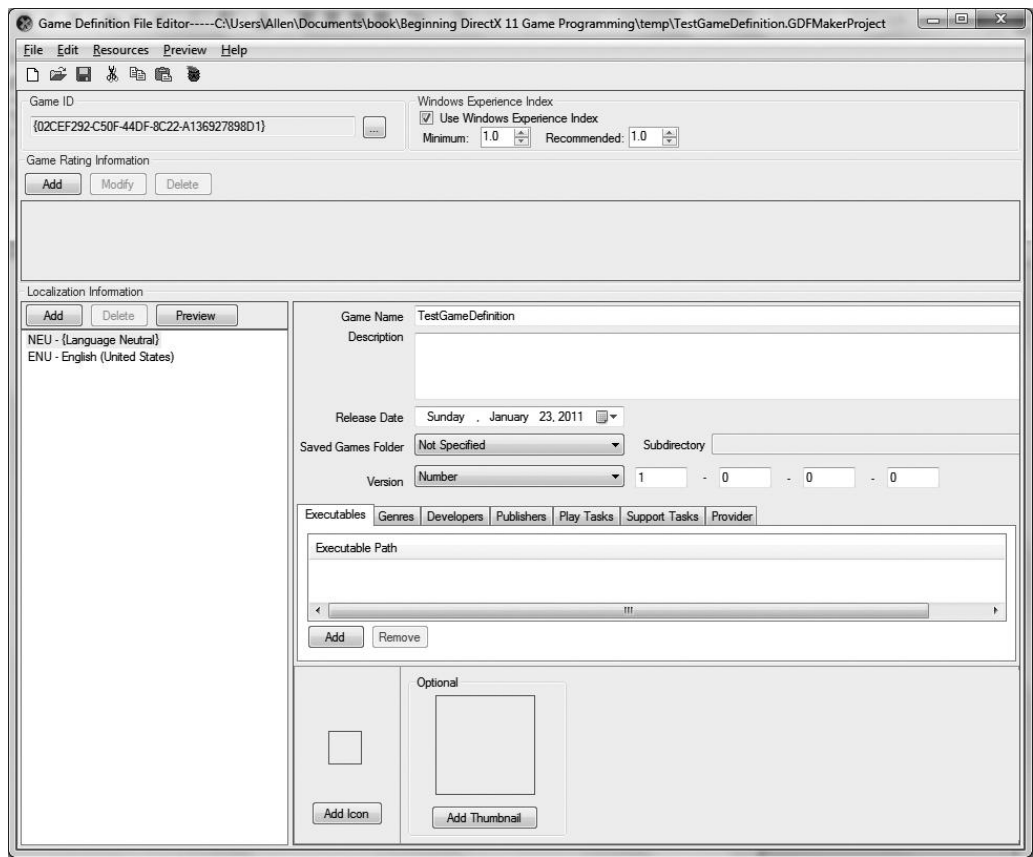 Game Definition File Editor-----C:\Users\Allen\Documents\book\Beginning DirectX 11 Game Programming\temp\TestGameDefinition.GDFMakerProject
File Edit Resources Preview Help
Game ID
{02CEF292-C50F-44DF-8C22-A136927898D1}
...
Windows Experience Index
Use Windows Experience Index
Minimum: 1.0 Recommended: 1.0
Game Rating Information
Add Modify Delete
Localization Information
Add Delete Preview
NEU - {Language Neutral}
ENU - English (United States)
Game Name TestGameDefinition
Description
Release Date Sunday , January 23, 2011
Saved Games Folder Not Specified Subdirectory
Version Number 1 - 0 - 0 - 0
Executables Genres Developers Publishers Play Tasks Support Tasks Provider
Executable Path
Add Remove
Optional
Add Icon
Add Thumbnail